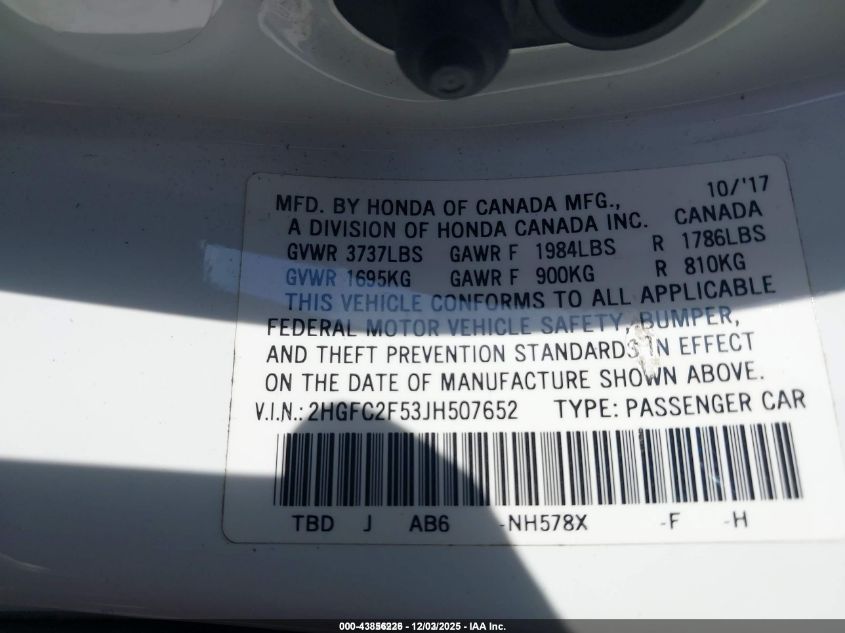 10/'17
MFD. BY HONDA OF CANADA MFG.,
A DIVISION OF HONDA CANADA INC. CANADA
GVWR 3737LBS GAWR F 1984LBS R 1786LBS
GVWR 1695KG GAWR F 900KG R 810KG
THIS VEHICLE CONFORMS TO ALL APPLICABLE
FEDERAL MOTOR VEHICLE SAFETY, BUMPER,
AND THEFT PREVENTION STANDARDS IN EFFECT
ON THE DATE OF MANUFACTURE SHOWN ABOVE.
V.I.N.: 2HGFC2F53JH507652 TYPE: PASSENGER CAR
TBD J AB6 -NH578X -F -H
IAA Inc.